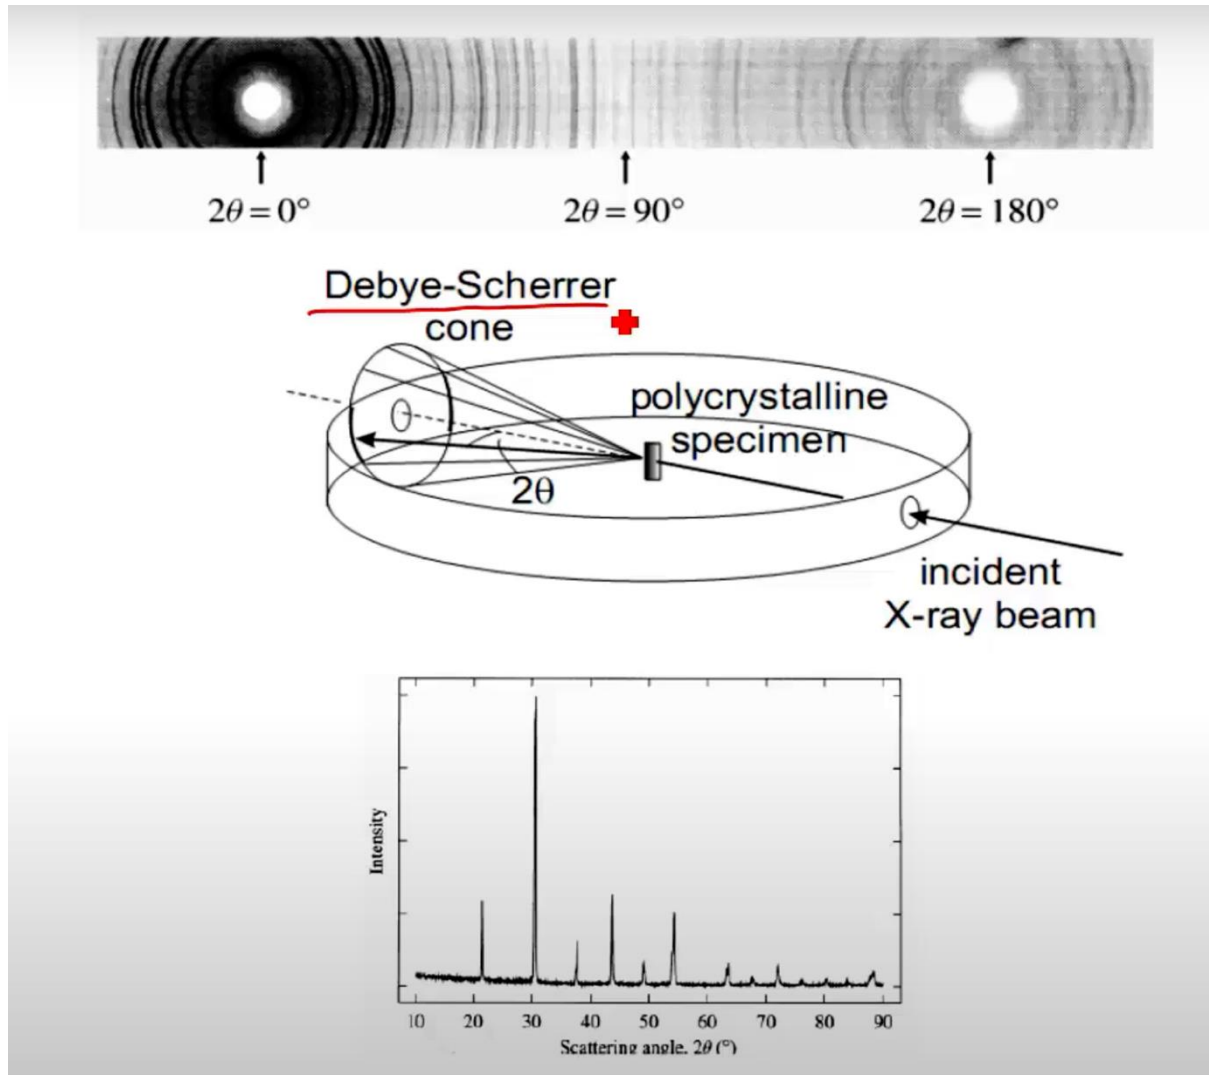 2θ = 0°
2θ = 90°
2θ = 180°
Debye-Scherrer
cone
polycrystalline
specimen
2θ
incident
X-ray beam
Intensity
10 20 30 40 50 60 70 80 90
Scattering angle. 2θ (°)